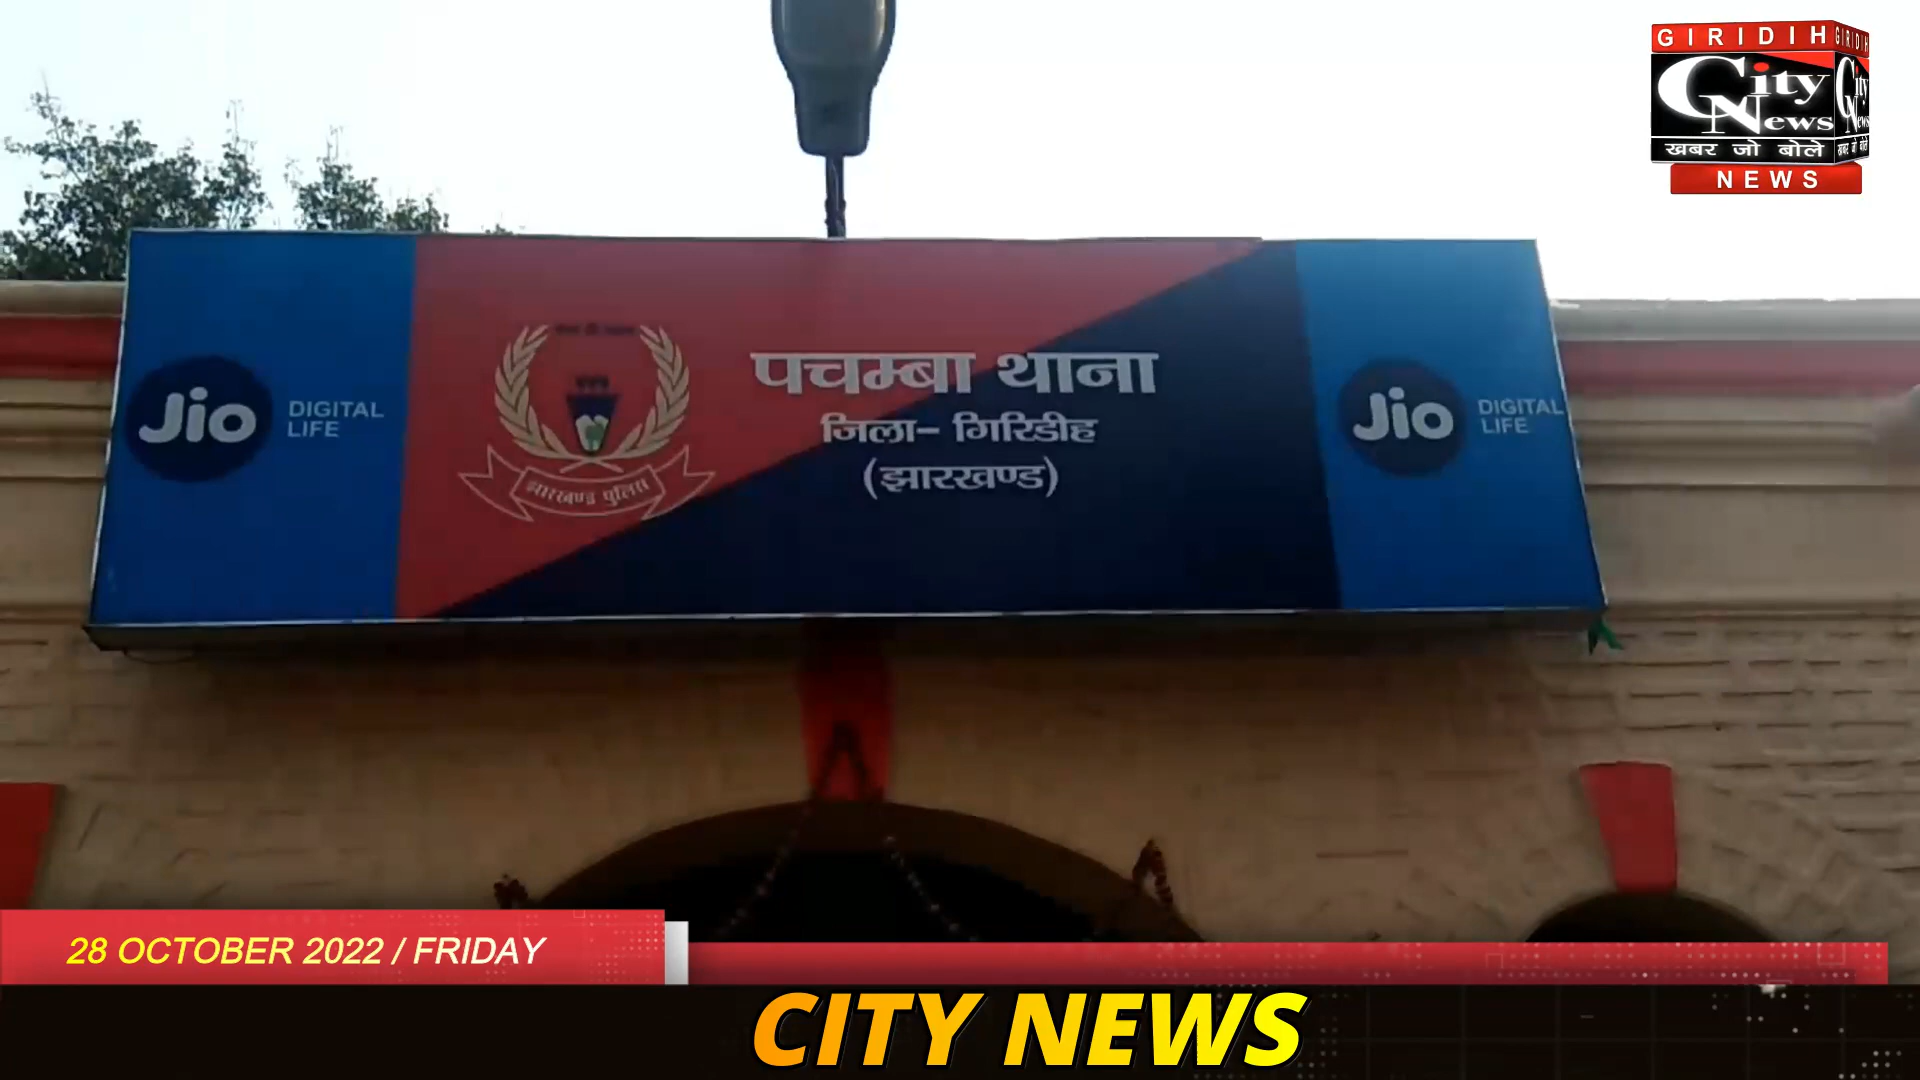 GIRIDIH
City
News
खबर जो बोले
NEWS
Jio
DIGITAL
LIFE
झारखण्ड पुलिस
पचम्बा थाना
जिला- गिरिडीह
(झारखण्ड)
Jio
DIGITAL
LIFE
28 OCTOBER 2022 / FRIDAY
CITY NEWS